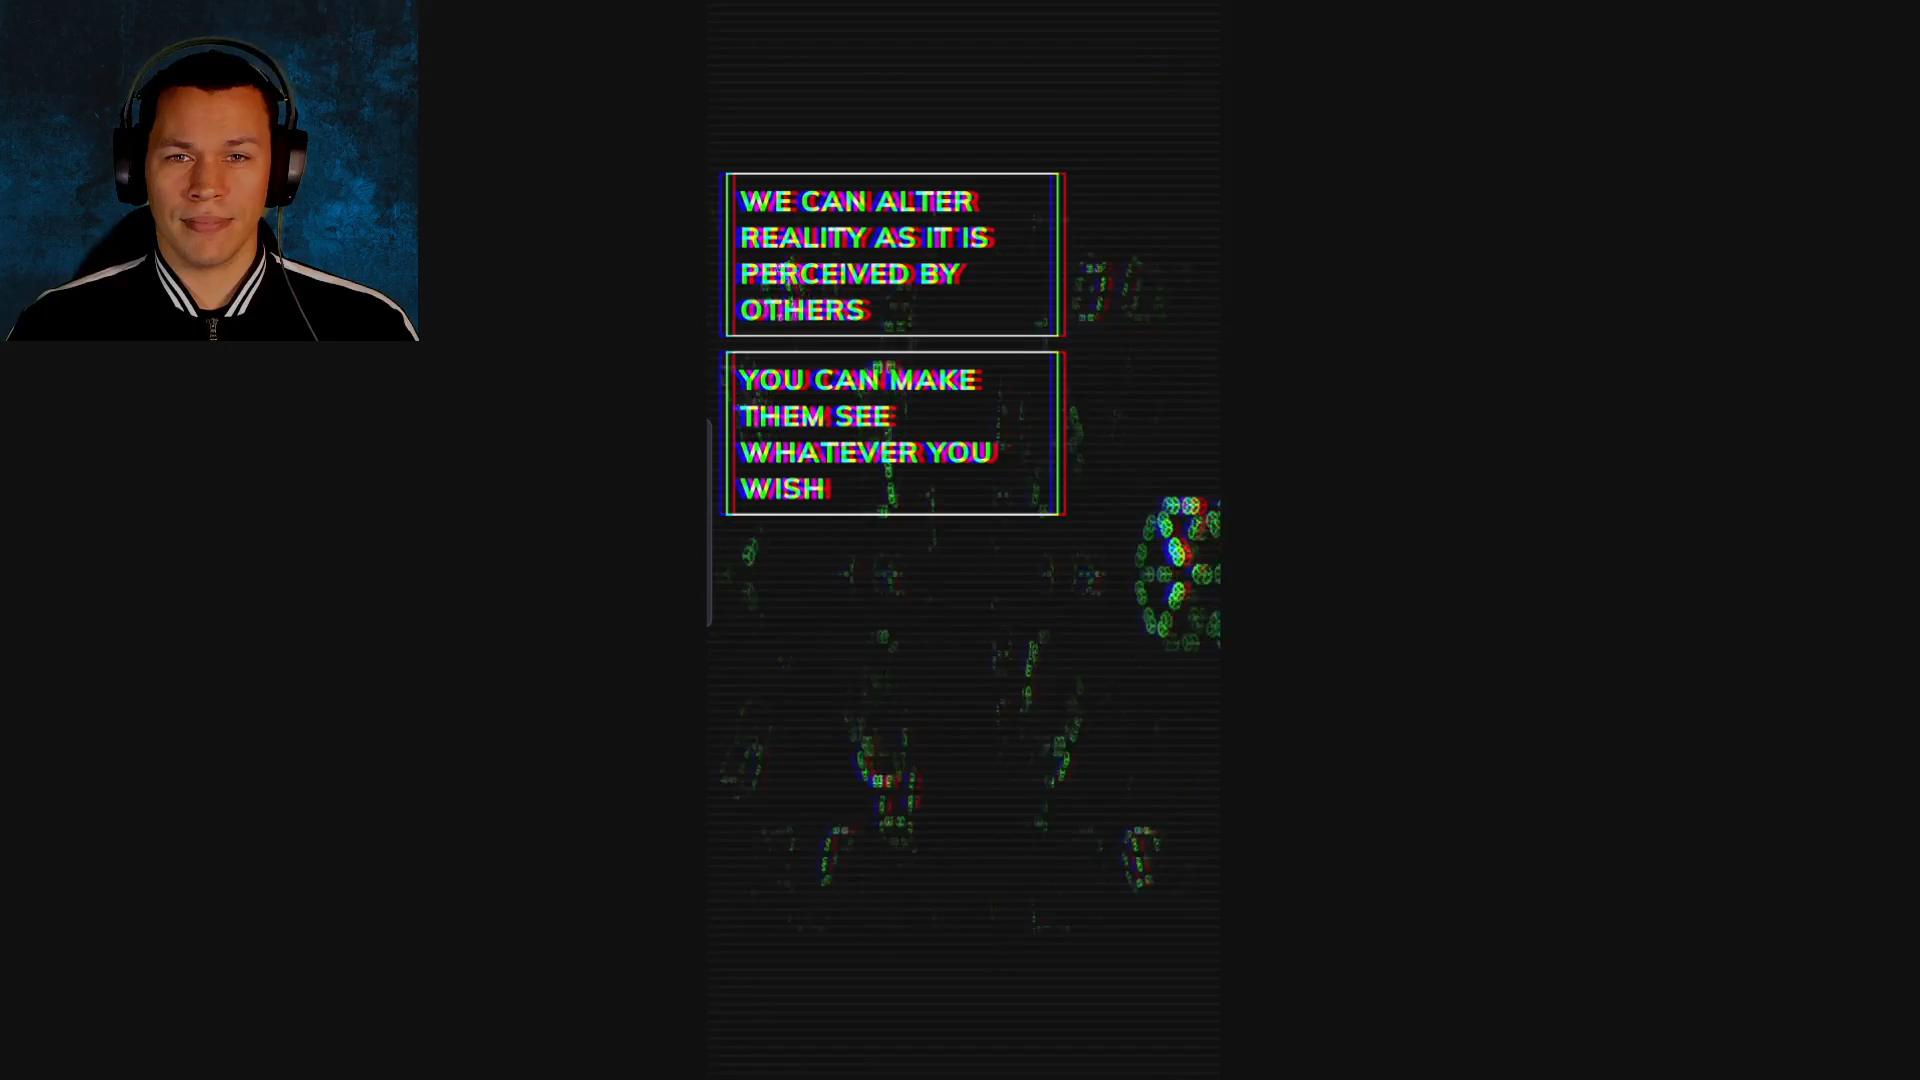 WE CAN ALTER
REALITY AS IT IS
PERCEIVED BY
OTHERS
YOU CAN MAKE
THEM SEE
WHATEVER YOU
WISH